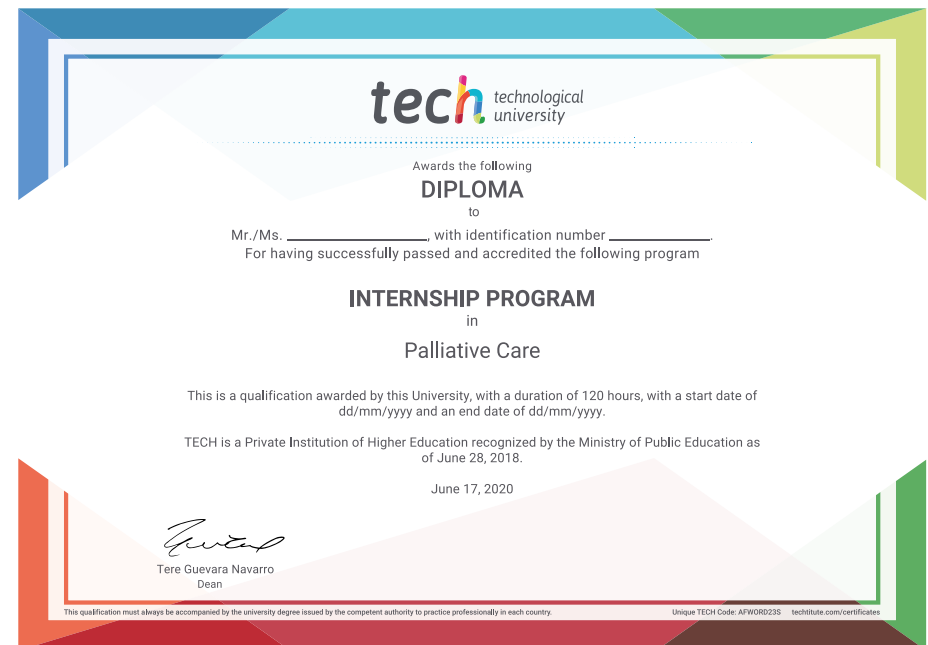 tech technological
university
Awards the following
DIPLOMA
to
Mr./Ms. ____________, with identification number _________.
For having successfully passed and accredited the following program
INTERNSHIP PROGRAM
in
Palliative Care
This is a qualification awarded by this University, with a duration of 120 hours, with a start date of
dd/mm/yyyy and an end date of dd/mm/yyyy.
TECH is a Private Institution of Higher Education recognized by the Ministry of Public Education as
of June 28, 2018.
June 17, 2020
Tere Guevara Navarro
Dean
This qualification must always be accompanied by the university degree issued by the competent authority to practice professionally in each country.
Unique TECH Code: AFWORD23S techtitute.com/certificates